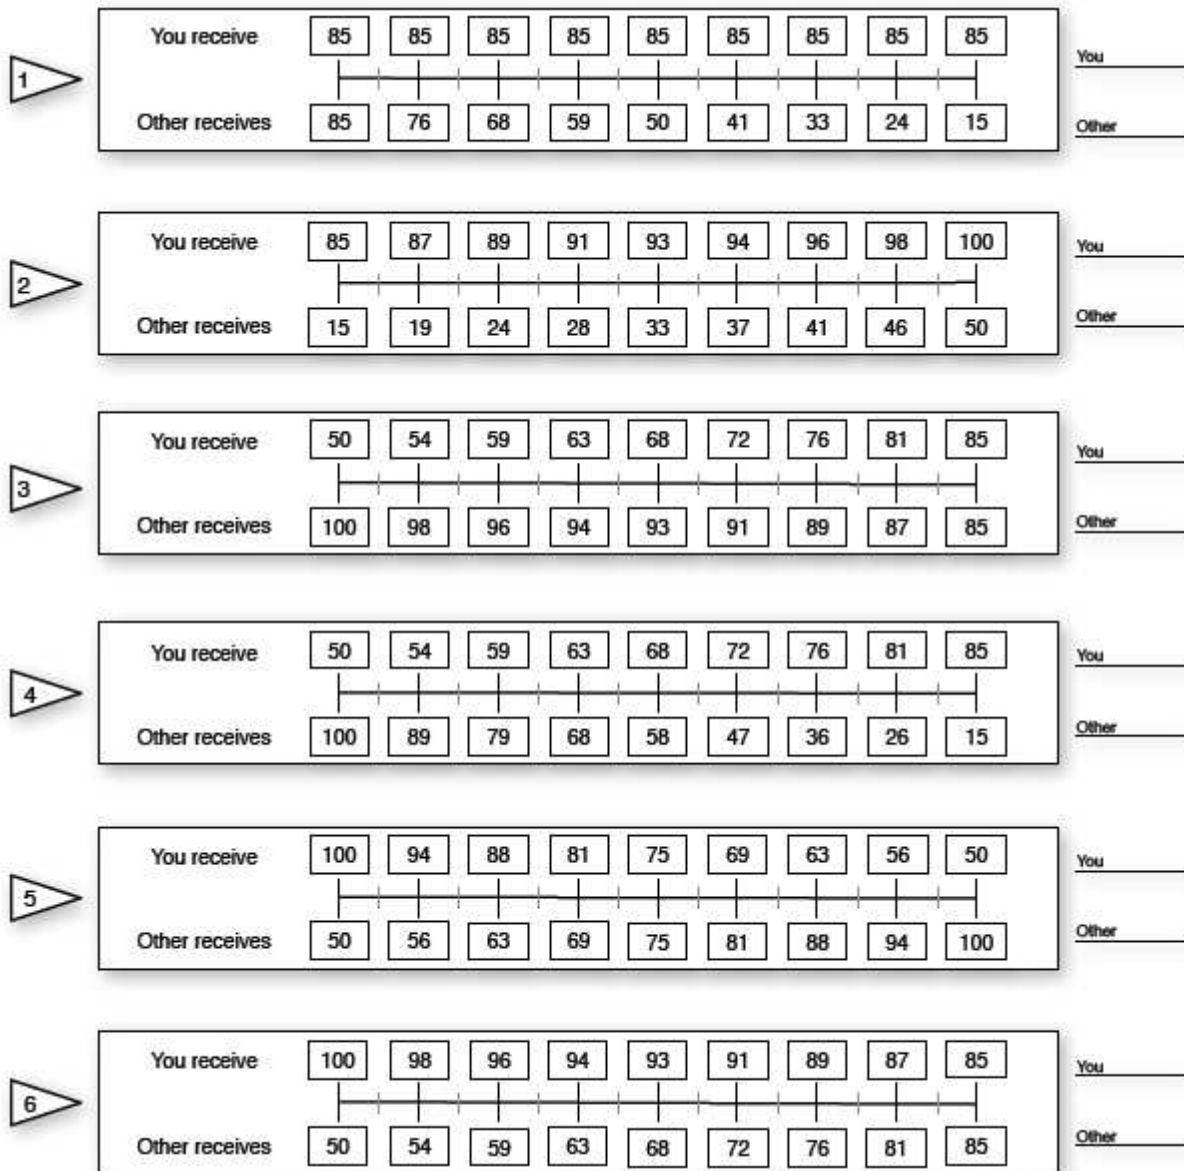 You receive 85 85 85 85 85 85 85 85 85
You
1
Other receives 85 76 68 59 50 41 33 24 15
Other
You receive 85 87 89 91 93 94 96 98 100
You
2
Other receives 15 19 24 28 33 37 41 46 50
Other
You receive 50 54 59 63 68 72 76 81 85
You
3
Other receives 100 98 96 94 93 91 89 87 85
Other
You receive 50 54 59 63 68 72 76 81 85
You
4
Other receives 100 89 79 68 58 47 36 26 15
Other
You receive 100 94 88 81 75 69 63 56 50
You
5
Other receives 50 56 63 69 75 81 88 94 100
Other
You receive 100 98 96 94 93 91 89 87 85
You
6
Other receives 50 54 59 63 68 72 76 81 85
Other